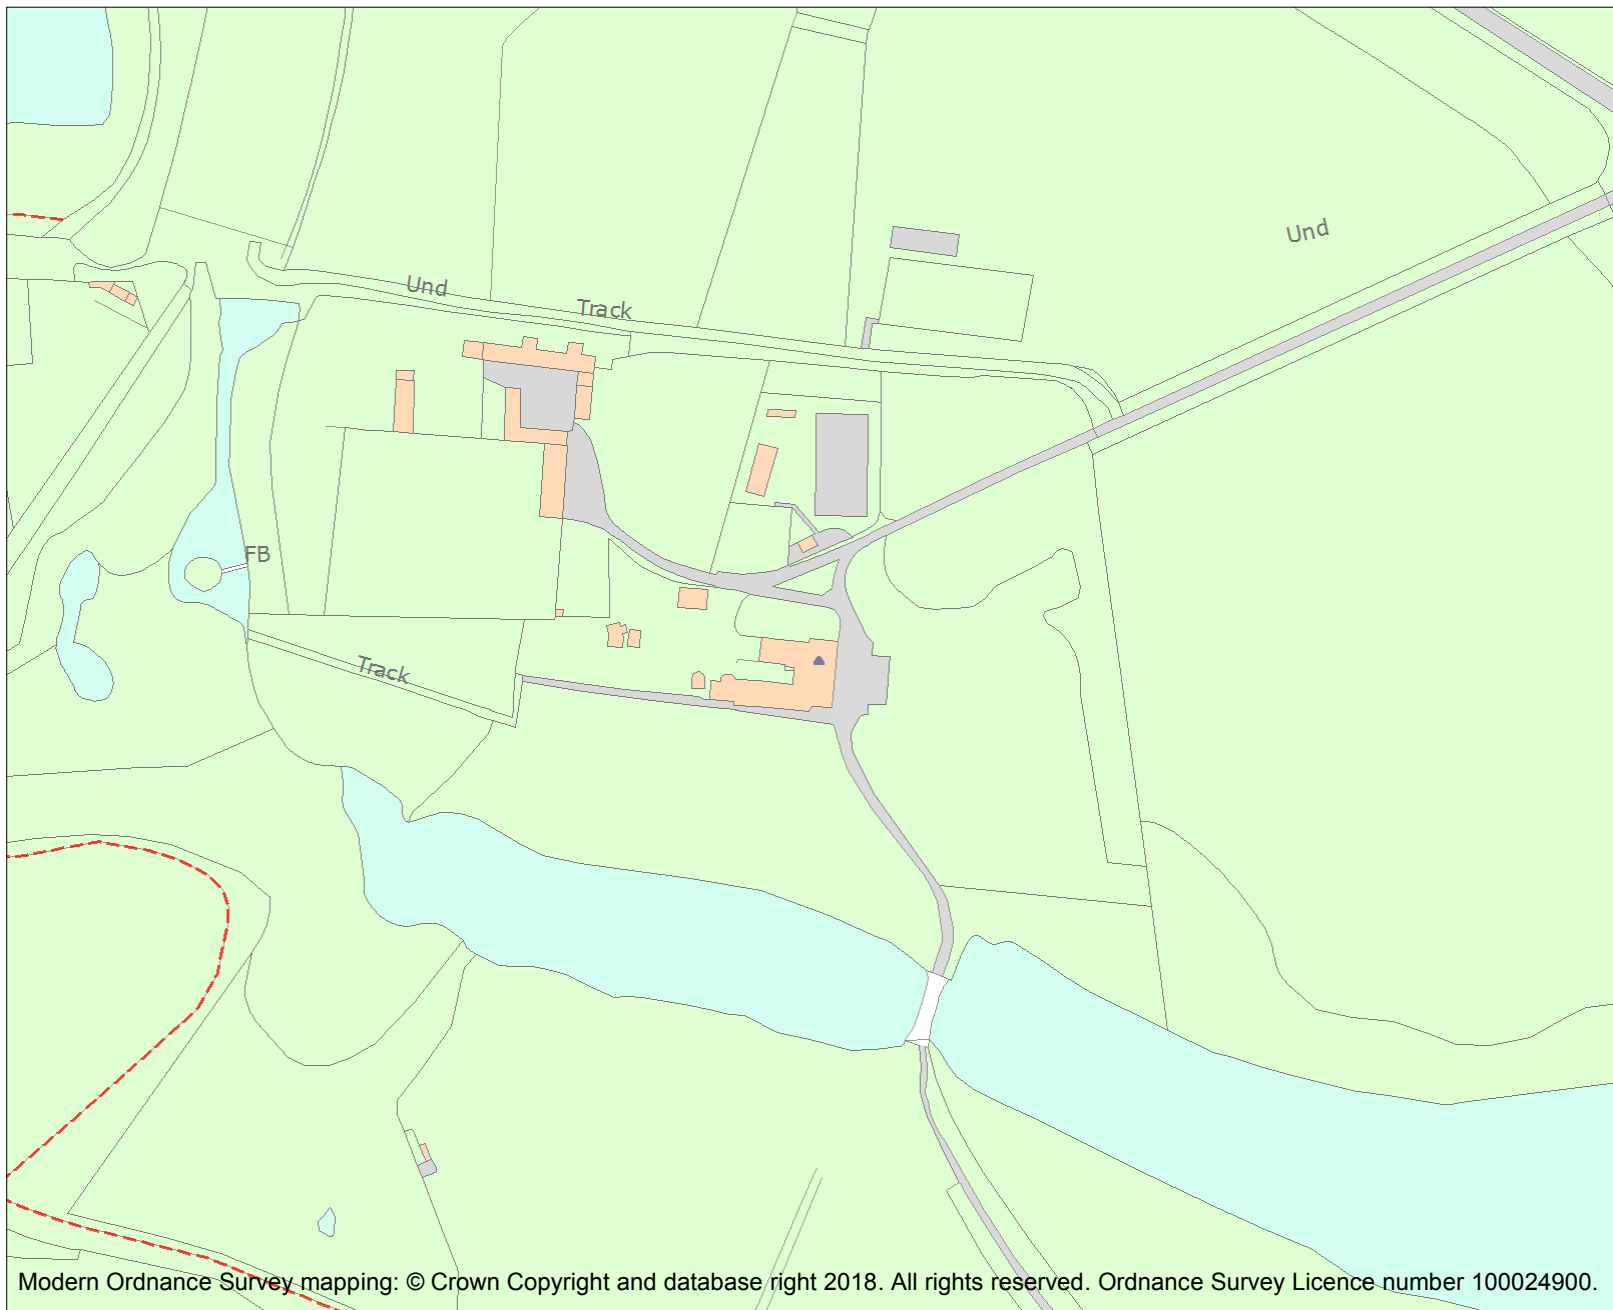 Und
Und
Track
FB
Track
Modern Ordnance Survey mapping: © Crown Copyright and database right 2018. All rights reserved. Ordnance Survey Licence number 100024900.